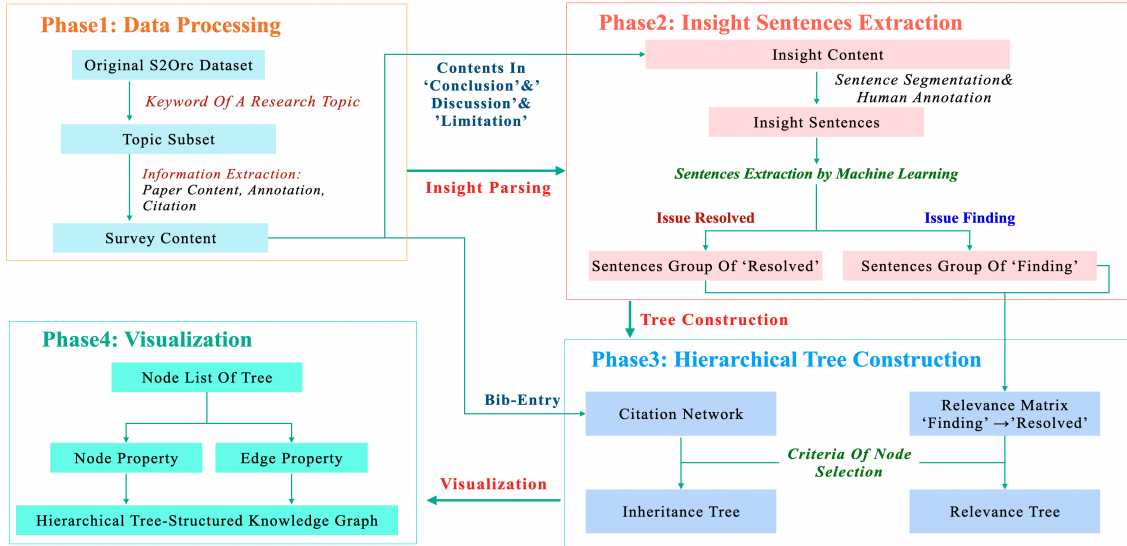 Phase1: Data Processing
Original S2Orc Dataset
Keyword Of A Research Topic
Topic Subset
Information Extraction:
Paper Content, Annotation,
Citation
Survey Content
Contents In
‘Conclusion’&’
Discussion’&
’Limitation’
Insight Parsing
Phase2: Insight Sentences Extraction
Insight Content
Sentence Segmentation&
Human Annotation
Insight Sentences
Sentences Extraction by Machine Learning
Issue Resolved
Issue Finding
Sentences Group Of ‘Resolved’
Sentences Group Of ‘Finding’
Tree Construction
Phase3: Hierarchical Tree Construction
Bib-Entry
Citation Network
Relevance Matrix
‘Finding’ →’Resolved’
Criteria Of Node
Selection
Inheritance Tree
Relevance Tree
Visualization
Phase4: Visualization
Node List Of Tree
Node Property
Edge Property
Hierarchical Tree-Structured Knowledge Graph